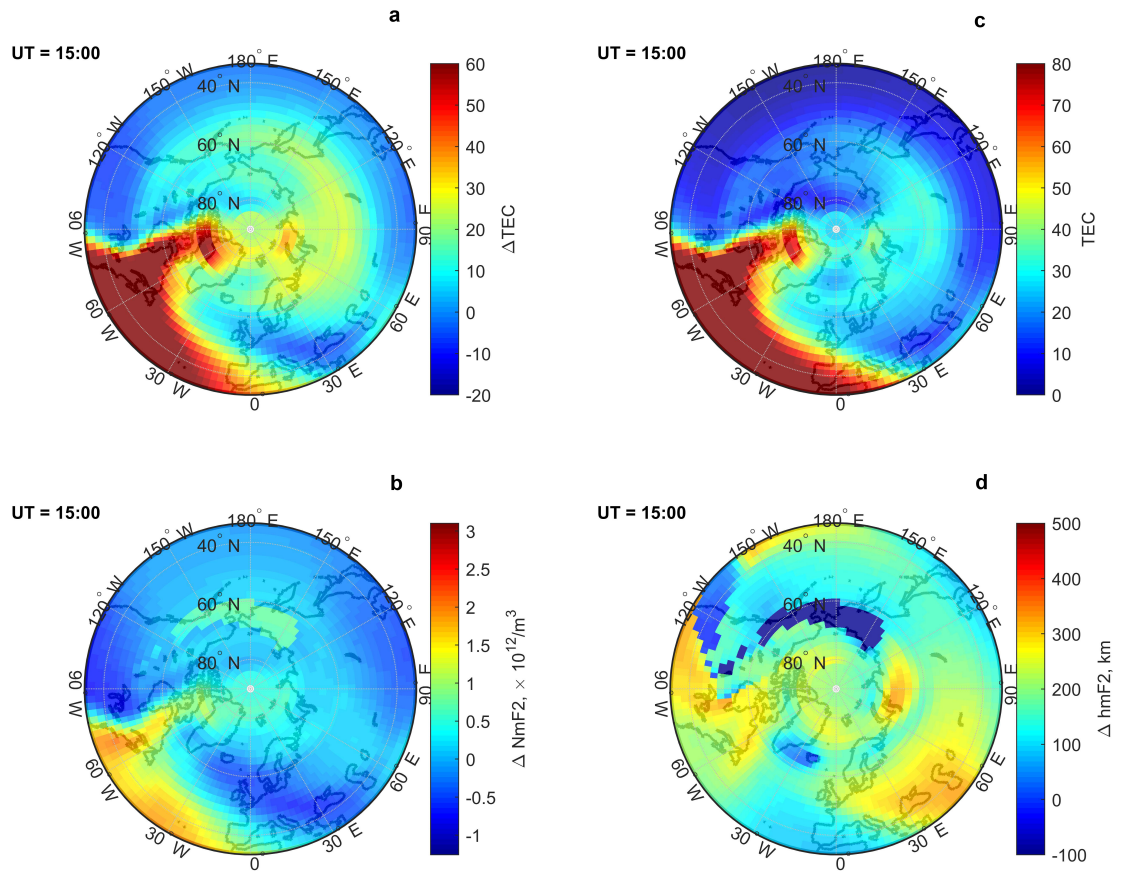 a
UT = 15:00
180° E
150° W
150° E
120° W
120° E
90° W
90° E
60° W
60° E
30° W
30° E
0
40° N
60° N
80° N
60
50
40
30
20
10
0
-10
-20
Δ TEC
c
UT = 15:00
180° E
150° W
150° E
120° W
120° E
90° W
90° E
60° W
60° E
30° W
30° E
0
40° N
60° N
80° N
80
70
60
50
40
30
20
10
0
TEC
b
UT = 15:00
180° E
150° W
150° E
120° W
120° E
90° W
90° E
60° W
60° E
30° W
30° E
0
40° N
60° N
80° N
3
2.5
2
1.5
1
0.5
0
-0.5
-1
Δ NmF2, × 10¹²/m³
d
UT = 15:00
180° E
150° W
150° E
120° W
120° E
90° W
90° E
60° W
60° E
30° W
30° E
0
40° N
60° N
80° N
500
400
300
200
100
0
-100
Δ hmF2, km